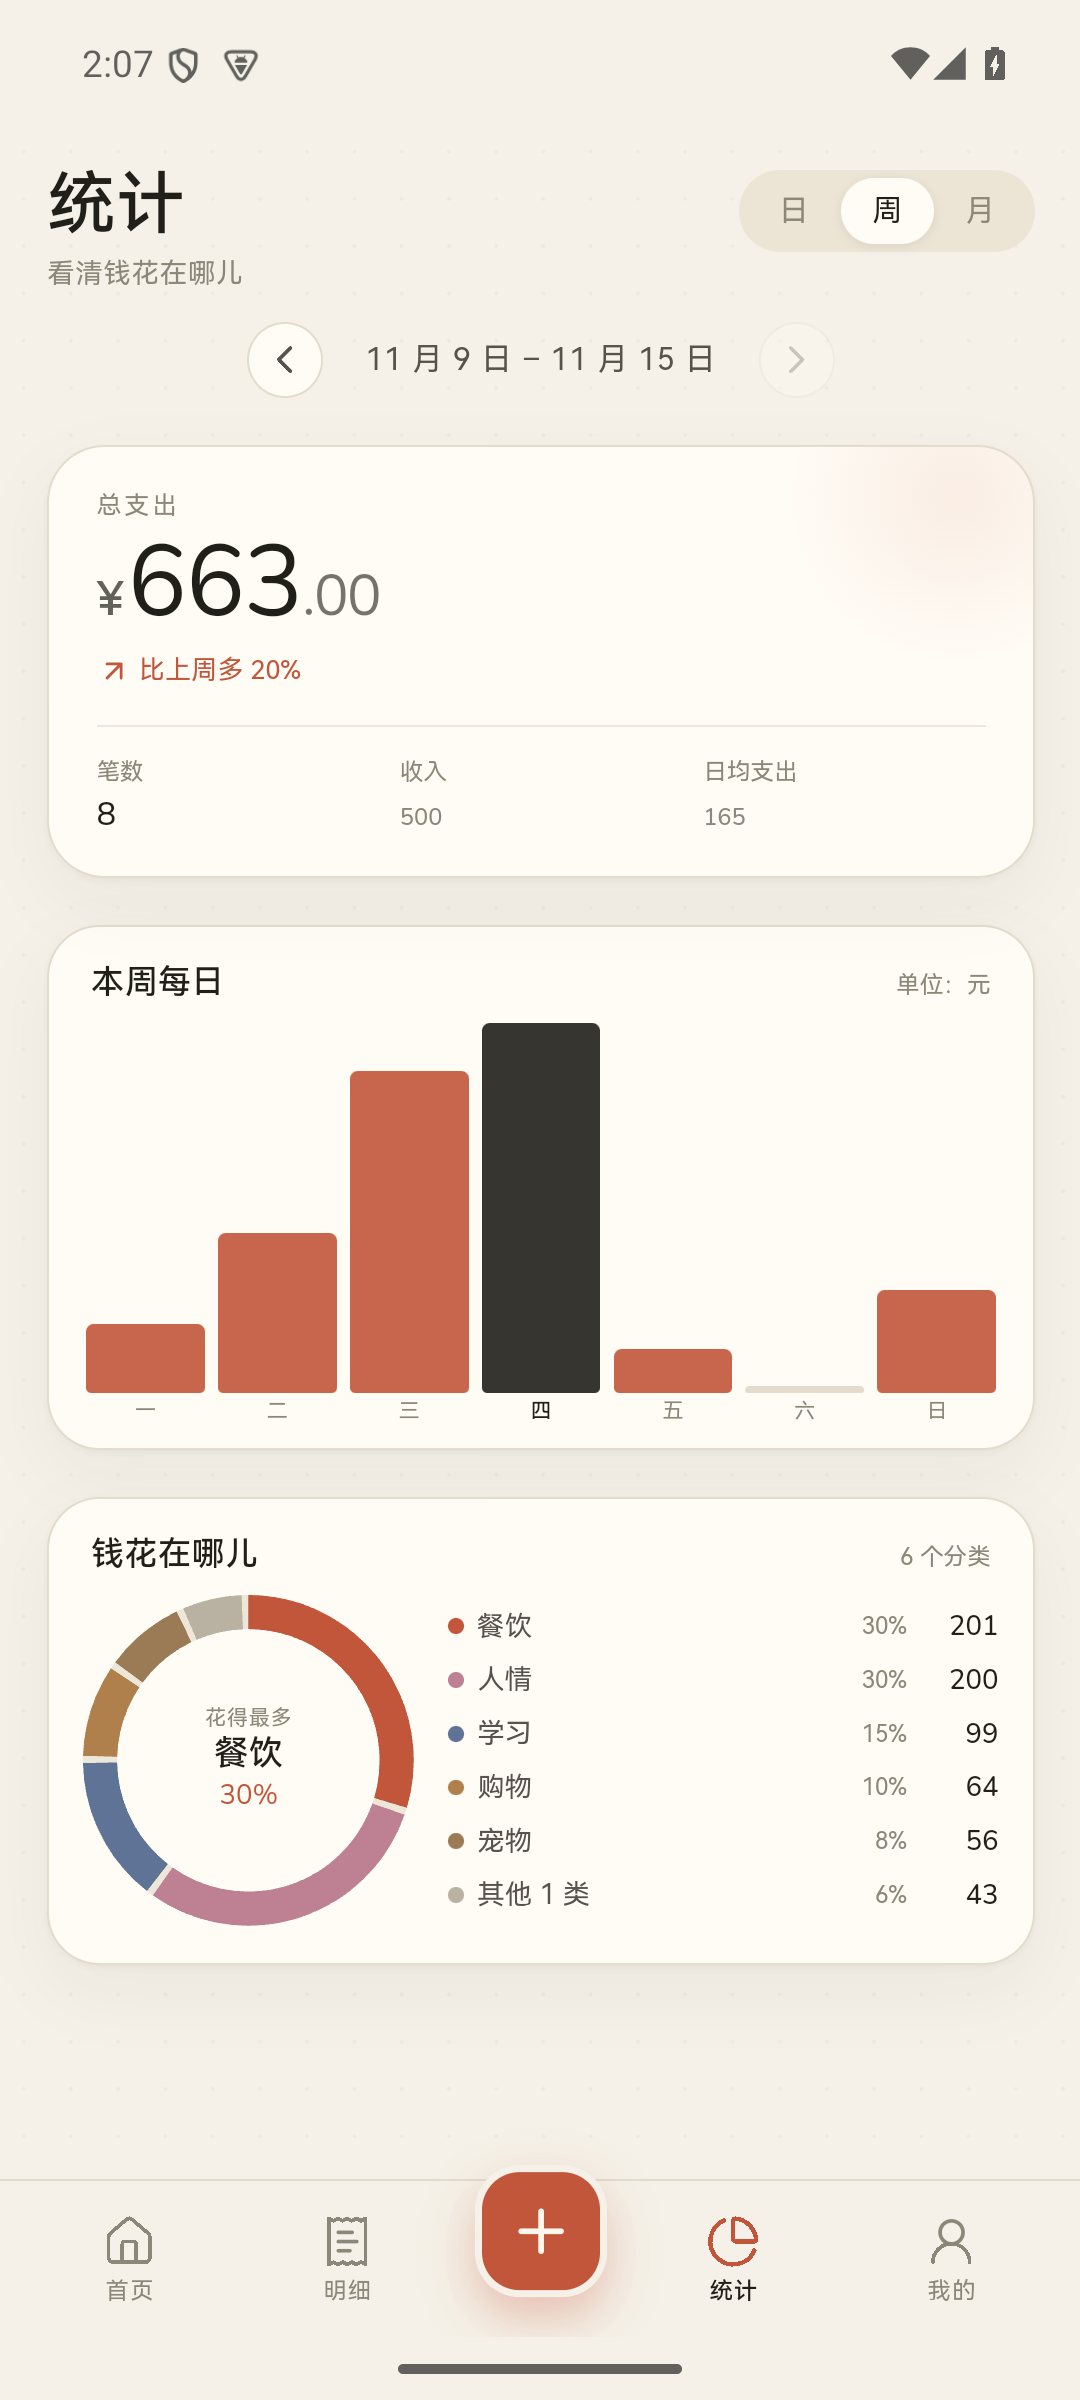 2:07
统计
日 周 月
看清钱花在哪儿
11 月 9 日 – 11 月 15 日
总支出
¥663.00
比上周多 20%
笔数 收入 日均支出
8 500 165
本周每日 单位：元
一 二 三 四 五 六 日
钱花在哪儿 6 个分类
花得最多
餐饮
30%
餐饮 30% 201
人情 30% 200
学习 15% 99
购物 10% 64
宠物 8% 56
其他 1 类 6% 43
首页 明细 统计 我的